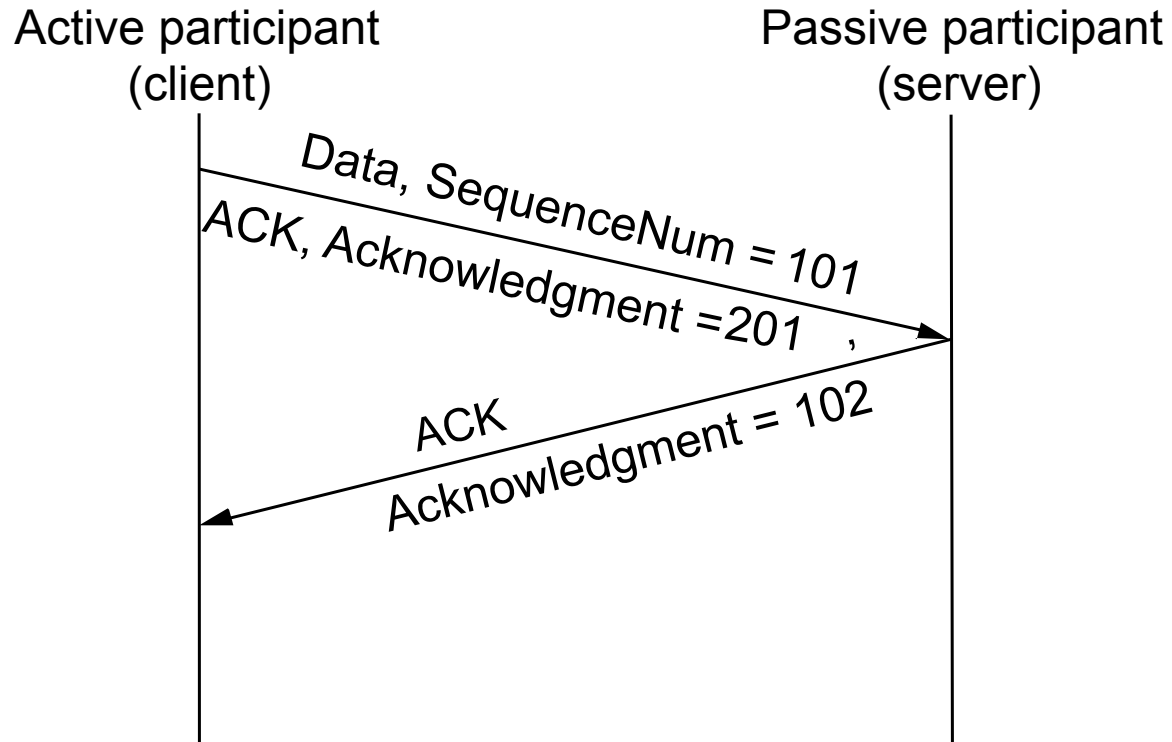 Active participant
(client)
Passive participant
(server)
Data, SequenceNum = 101
ACK, Acknowledgment =201 ,
ACK
Acknowledgment = 102